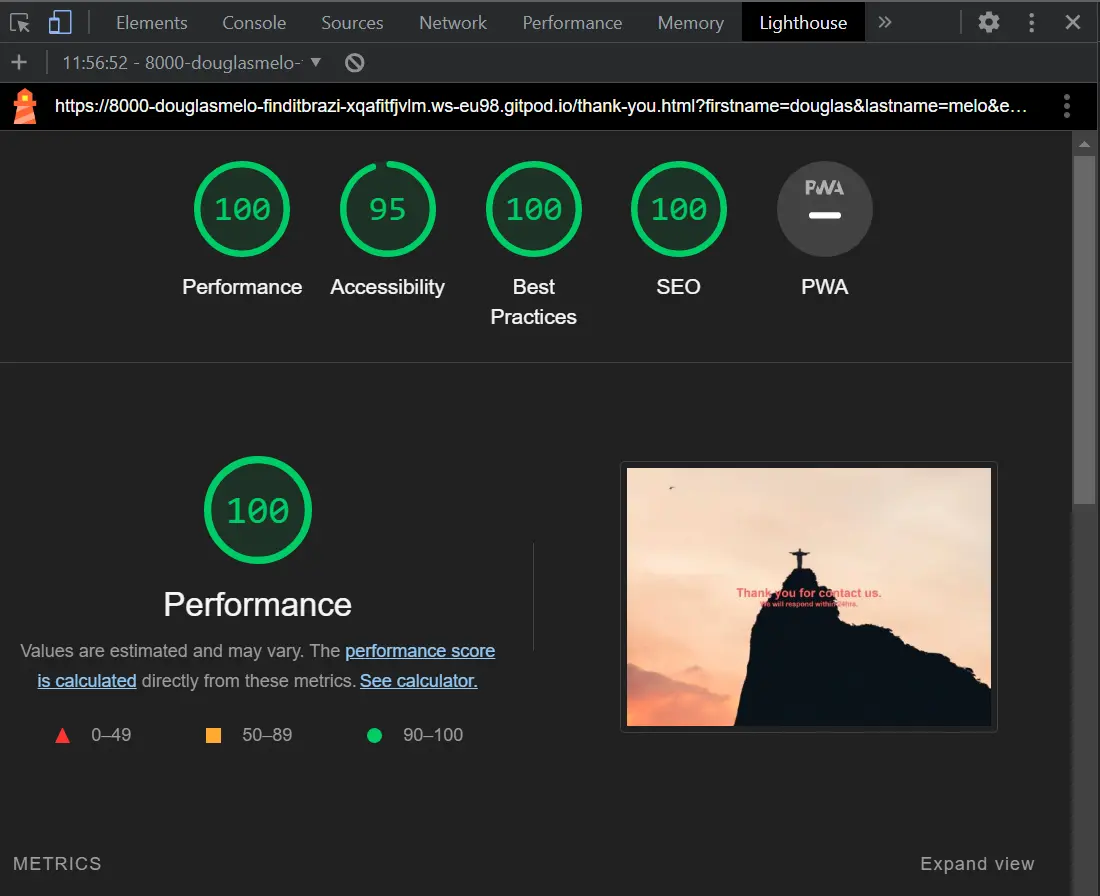 Elements Console Sources Network Performance Memory Lighthouse
11:56:52 - 8000-douglasmelo-
https://8000-douglasmelo-finditbrazi-xqafitfjvlm.ws-eu98.gitpod.io/thank-you.html?firstname=douglas&lastname=melo&e…
100 95 100 100 PWA
Performance Accessibility Best Practices SEO PWA
100
Performance
Values are estimated and may vary. The performance score
is calculated directly from these metrics. See calculator.
0–49 50–89 90–100
Thank you for contact us.
We will respond within 24hrs.
METRICS Expand view